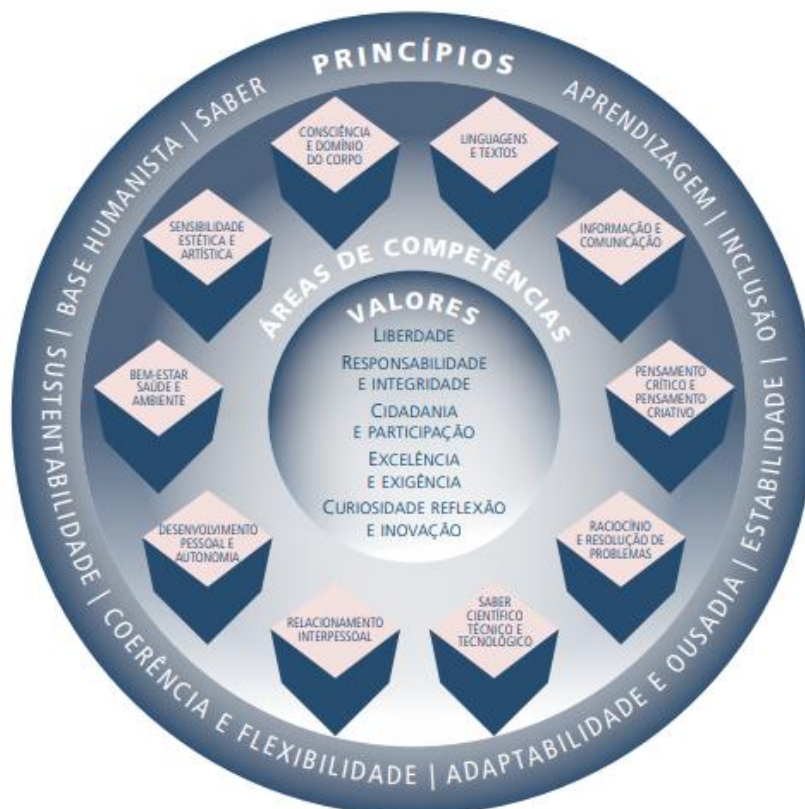 PRINCÍPIOS
BASE HUMANISTA | SABER
APRENDIZAGEM | INCLUSÃO |
ESTABILIDADE |
ADAPTABILIDADE E OUSADIA |
COERÊNCIA E FLEXIBILIDADE |
SUSTENTABILIDADE |
ÁREAS DE COMPETÊNCIAS
CONSCIÊNCIA
E DOMÍNIO
DO CORPO
LINGUAGENS
E TEXTOS
SENSIBILIDADE
ESTÉTICA E
ARTÍSTICA
INFORMAÇÃO E
COMUNICAÇÃO
BEM-ESTAR
SAÚDE E
AMBIENTE
PENSAMENTO
CRÍTICO E
PENSAMENTO
CRIATIVO
DESENVOLVIMENTO
PESSOAL E
AUTONOMIA
RACIOCÍNIO
E RESOLUÇÃO DE
PROBLEMAS
RELACIONAMENTO
INTERPESSOAL
SABER
CIENTÍFICO
TÉCNICO E
TECNOLÓGICO
VALORES
LIBERDADE
RESPONSABILIDADE
E INTEGRIDADE
CIDADANIA
E PARTICIPAÇÃO
EXCELÊNCIA
E EXIGÊNCIA
CURIOSIDADE REFLEXÃO
E INOVAÇÃO